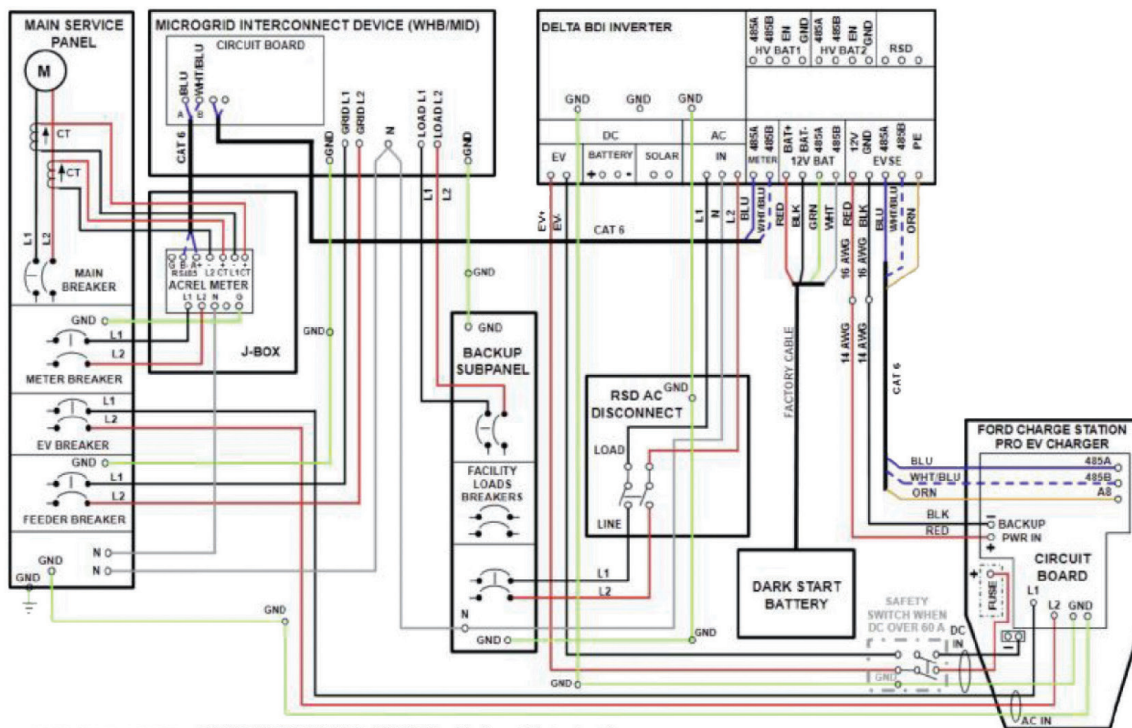 MAIN SERVICE
PANEL
M
CT
CT
L1
L2
MAIN
BREAKER
GND
L1
L2
METER BREAKER
L1
L2
EV BREAKER
GND
L1
L2
FEEDER BREAKER
N
GND
N
GND
MICROGRID INTERCONNECT DEVICE (WHB/MID)
CIRCUIT BOARD
BLU
WHT/BLU
A
B
CAT 6
GND
GRID L1
GRID L2
N
LOAD L1
LOAD L2
GND
L1
L2
G B A + - + - +
RS485 L2 CT L1CT
ACREL METER
L1 L2 N G
J-BOX
GND
GND
GND
GND
BACKUP
SUBPANEL
FACILITY
LOADS
BREAKERS
L1
L2
N
GND
GND
DELTA BDI INVERTER
485A
485B
EN
GND
HV BAT1
485A
485B
EN
GND
HV BAT2
RSD
GND
GND
GND
DC
AC
EV
BATTERY
+ -
SOLAR
IN
485A
485B
METER
BAT+
BAT-
485A
485B
12V BAT
12V
GND
485A
485B
PE
EVSE
EV+
EV-
L1
N
L2
BLU
WHT/BLU
RED
BLK
GRN
WHT
RED
BLK
BLU
WHT/BLU
ORN
CAT 6
16 AWG
16 AWG
14 AWG
14 AWG
CAT 6
FACTORY CABLE
RSD AC
DISCONNECT
GND
LOAD
LINE
DARK START
BATTERY
SAFETY
SWITCH WHEN
DC OVER 60 A
GND
GND
DC
IN
AC IN
FORD CHARGE STATION
PRO EV CHARGER
BLU
485A
WHT/BLU
485B
ORN
A8
BLK
RED
-
BACKUP
PWR IN
+
CIRCUIT
BOARD
+
FUSE
L1
L2
GND
-